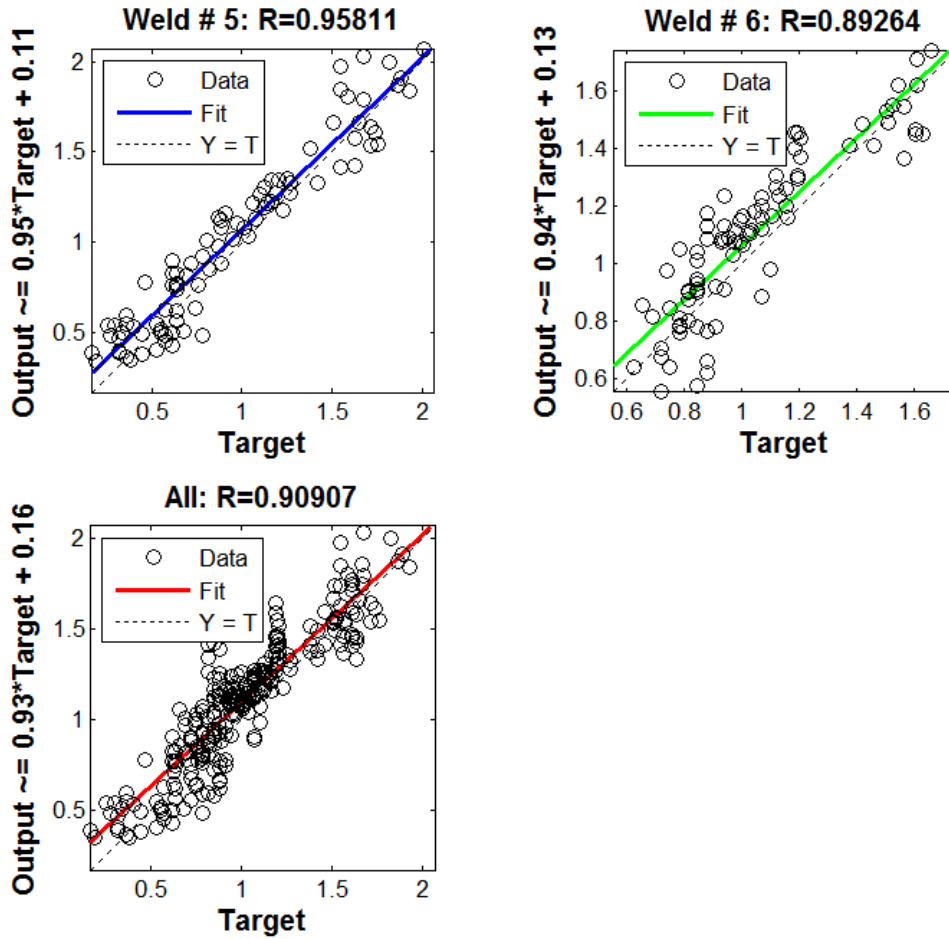 Weld # 5: R=0.95811
Output ~= 0.95*Target + 0.11
2
1.5
1
0.5
Data
Fit
Y = T
0.5
1
1.5
2
Target
Weld # 6: R=0.89264
Output ~= 0.94*Target + 0.13
1.6
1.4
1.2
1
0.8
0.6
Data
Fit
Y = T
0.6
0.8
1
1.2
1.4
1.6
Target
All: R=0.90907
Output ~= 0.93*Target + 0.16
2
1.5
1
0.5
Data
Fit
Y = T
0.5
1
1.5
2
Target